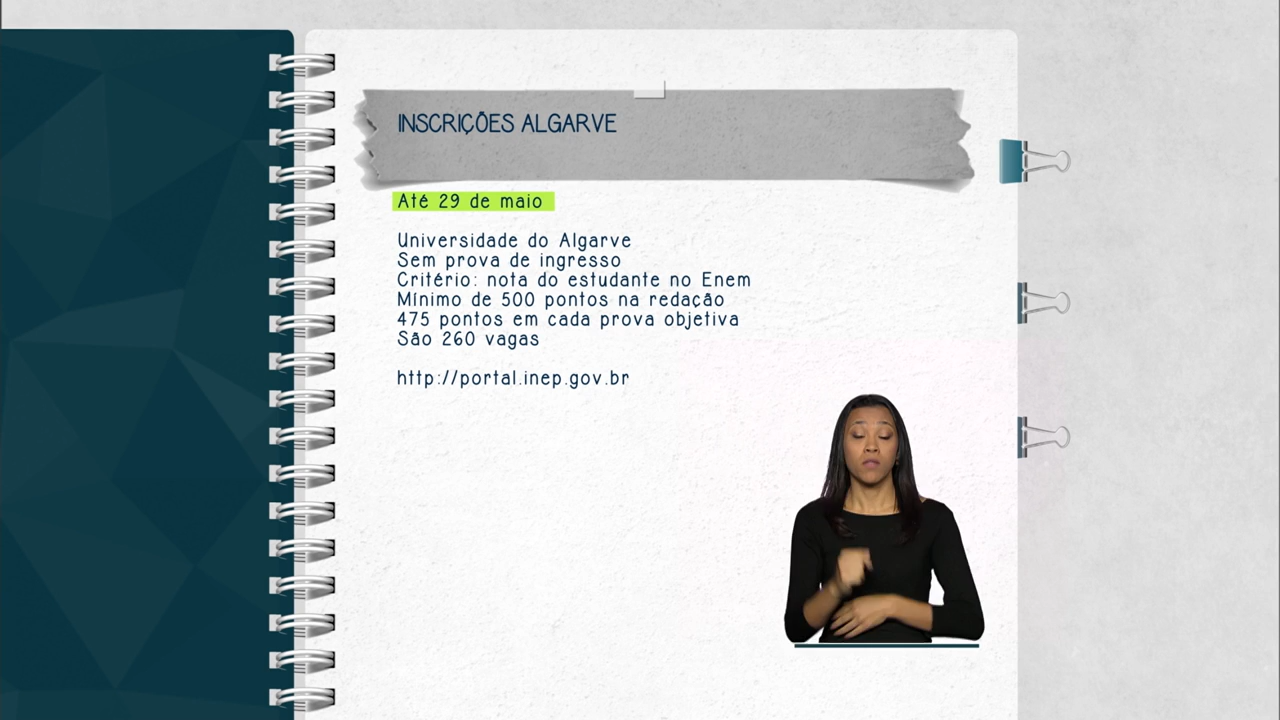 INSCRIÇÕES ALGARVE
Até 29 de maio
Universidade do Algarve
Sem prova de ingresso
Critério: nota do estudante no Enem
Mínimo de 500 pontos na redação
475 pontos em cada prova objetiva
São 260 vagas
http://portal.inep.gov.br